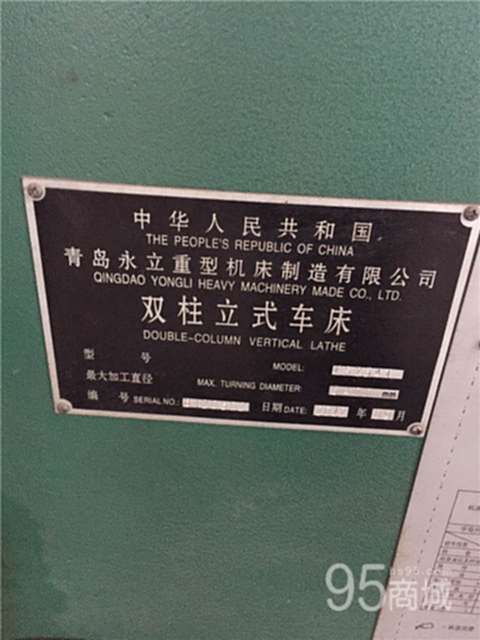 中华人民共和国
THE PEOPLE'S REPUBLIC OF CHINA
青岛永立重型机床制造有限公司
QINGDAO YONGLI HEAVY MACHINERY MADE CO., LTD.
双柱立式车床
DOUBLE-COLUMN VERTICAL LATHE
型 号 MODEL:
最大加工直径 MAX. TURNING DIAMETER: mm
编 号 SERIAL NO.: 日期 DATE: 年 月
95商城